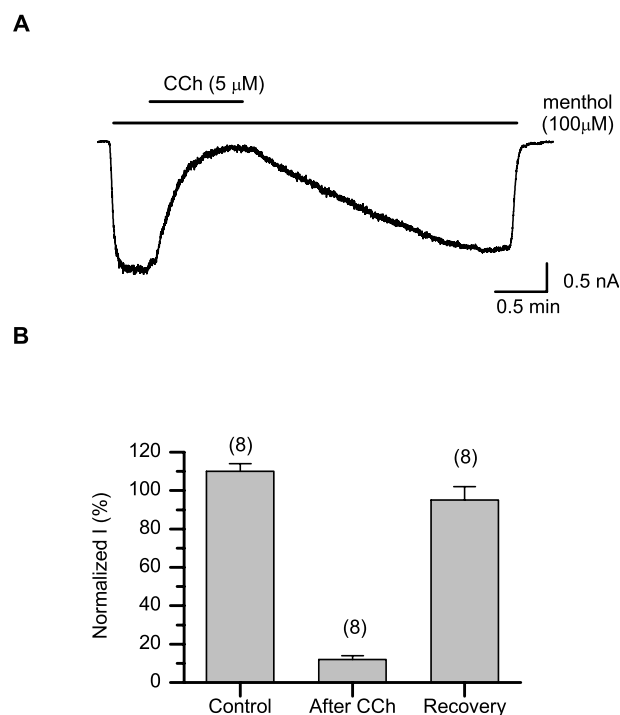 A
CCh (5 μM)
menthol
(100μM)
0.5 nA
0.5 min
B
Normalized I (%)
120
100
80
60
40
20
0
(8)
(8)
(8)
Control
After CCh
Recovery